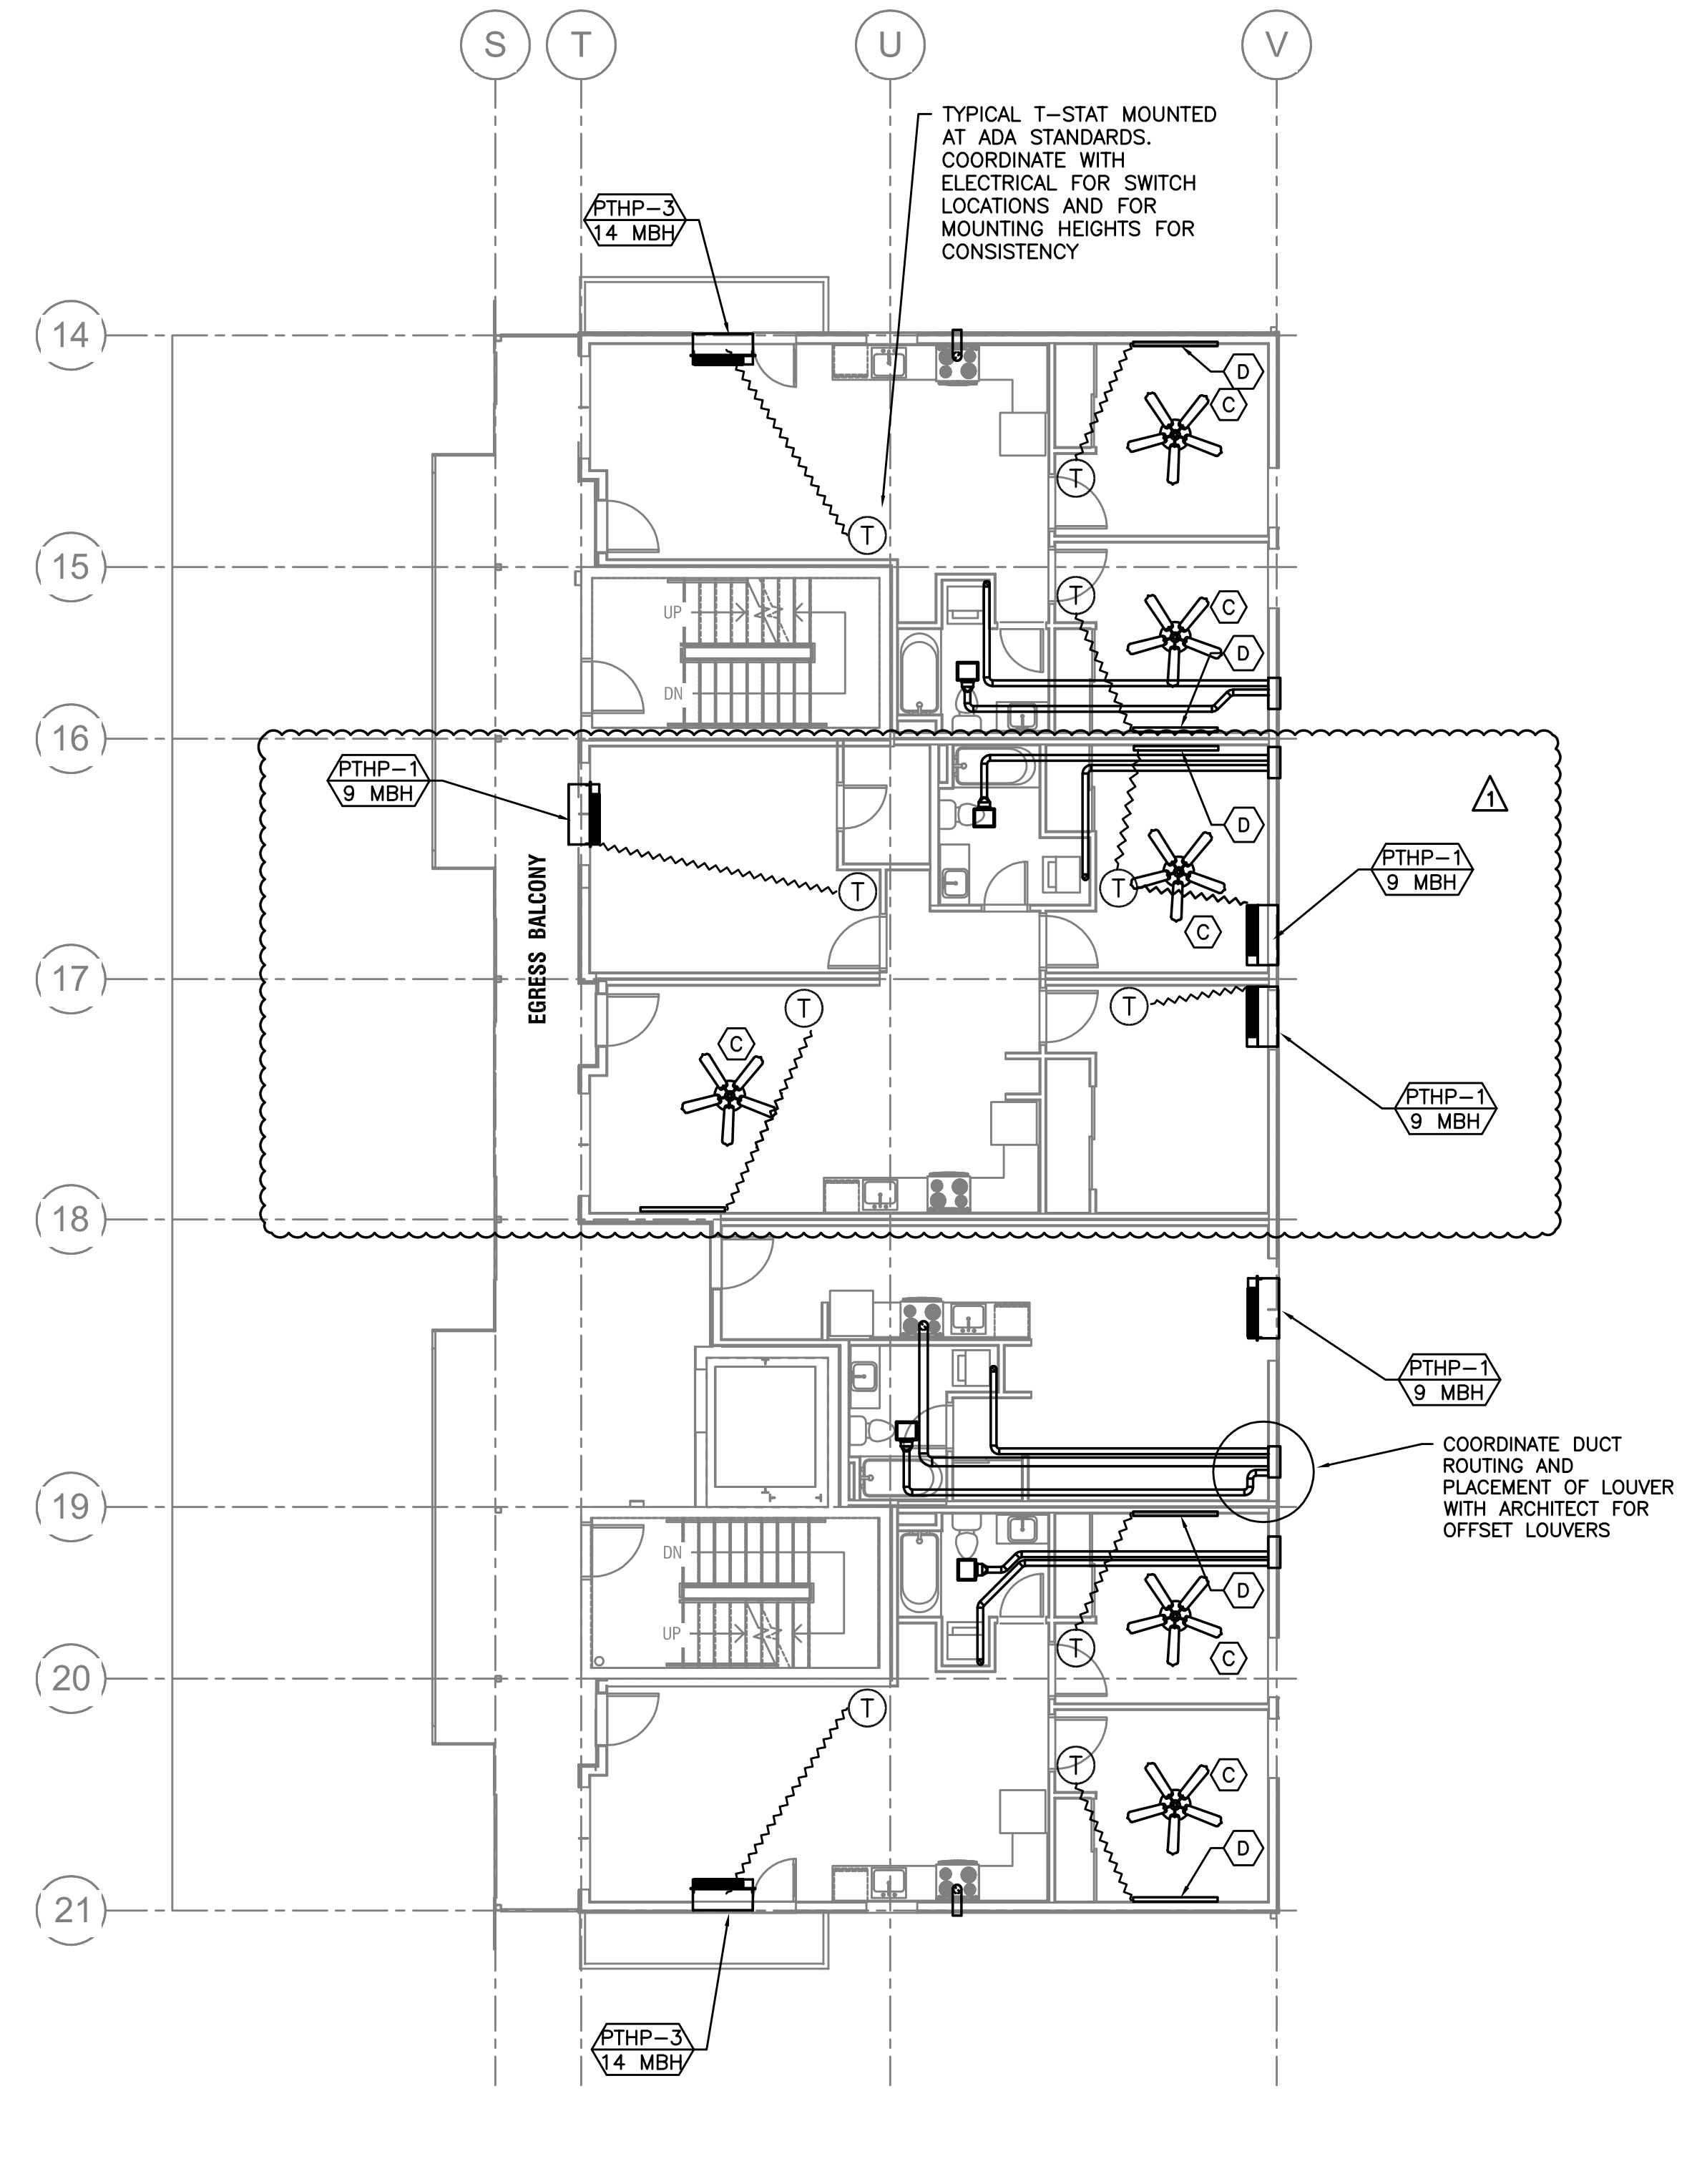 S
T
U
V
TYPICAL T-STAT MOUNTED
AT ADA STANDARDS.
COORDINATE WITH
ELECTRICAL FOR SWITCH
LOCATIONS AND FOR
MOUNTING HEIGHTS FOR
CONSISTENCY
PTHP-3
14 MBH
14
D
C
T
T
15
T
C
UP
D
DN
16
PTHP-1
9 MBH
1
D
PTHP-1
9 MBH
T
T
C
EGRESS BALCONY
17
T
T
C
PTHP-1
9 MBH
18
PTHP-1
9 MBH
COORDINATE DUCT
ROUTING AND
PLACEMENT OF LOUVER
WITH ARCHITECT FOR
OFFSET LOUVERS
19
DN
D
UP
T
C
20
T
T
C
D
21
PTHP-3
14 MBH